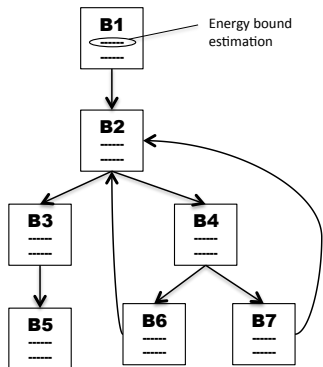 B1
------
------
Energy bound
estimation
B2
------
------
B3
------
------
B4
------
------
B5
------
------
B6
------
------
B7
------
------